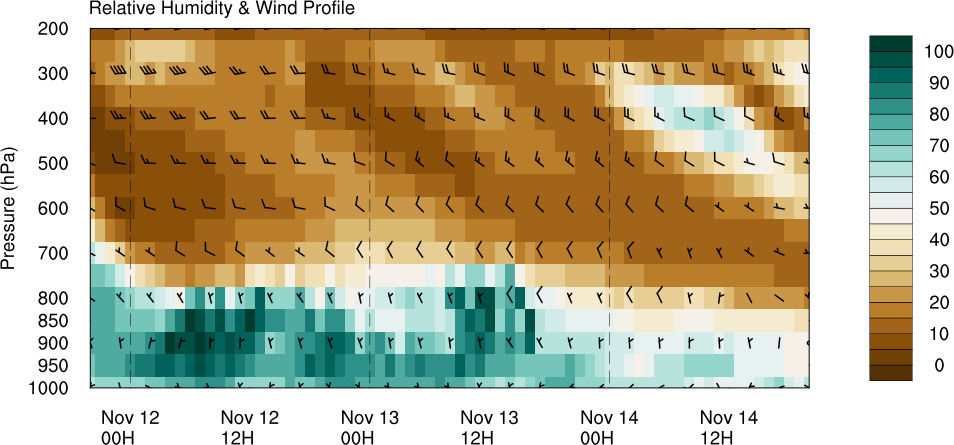 Relative Humidity & Wind Profile
Pressure (hPa)
200
300
400
500
600
700
800
850
900
950
1000
Nov 12
00H
Nov 12
12H
Nov 13
00H
Nov 13
12H
Nov 14
00H
Nov 14
12H
100
90
80
70
60
50
40
30
20
10
0